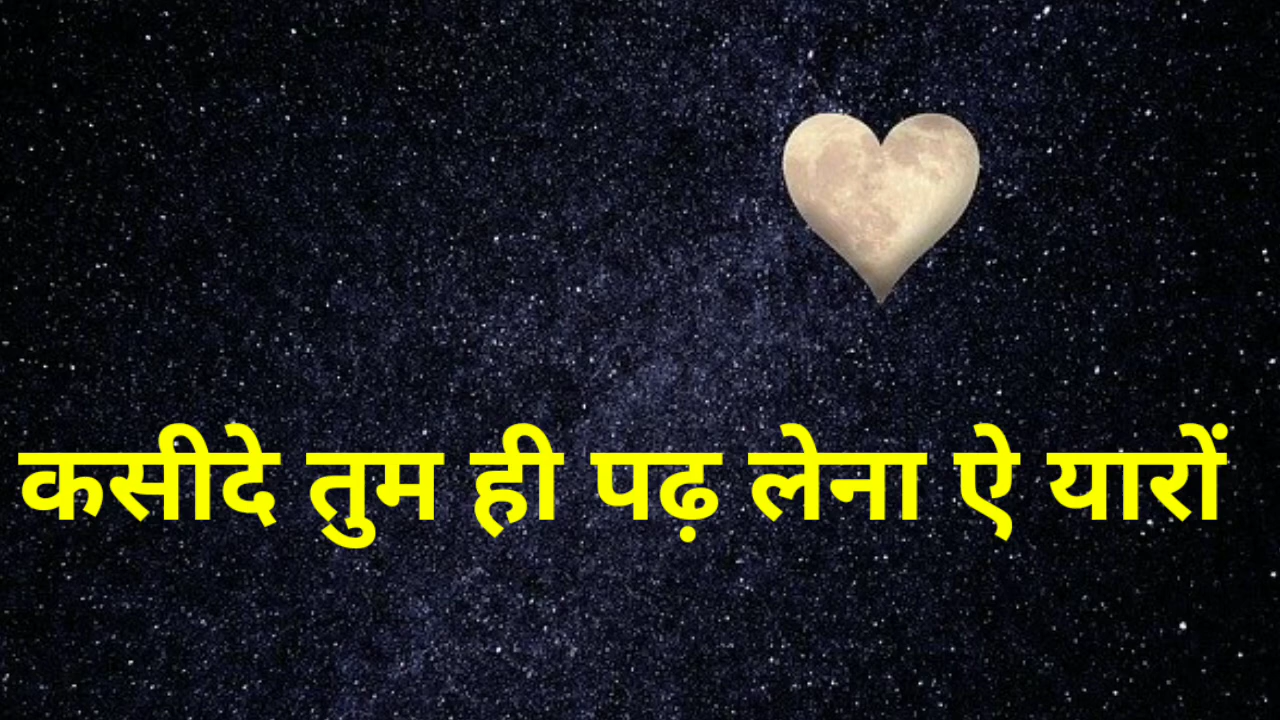 कसीदे तुम ही पढ़ लेना ऐ यारों